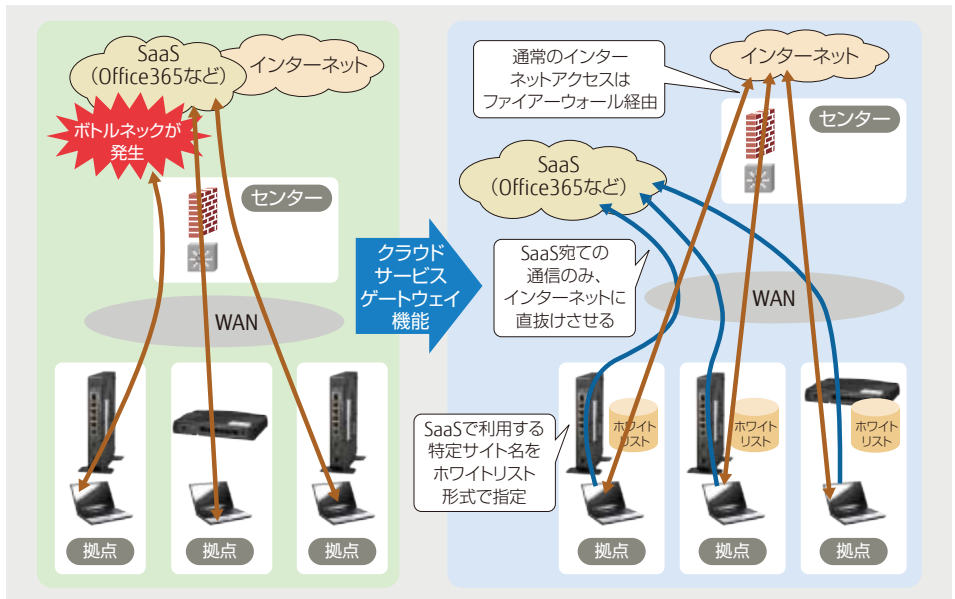 SaaS
（Office365など）
インターネット
ボトルネックが
発生
センター
WAN
拠点
拠点
拠点
クラウド
サービス
ゲートウェイ
機能
通常のインター
ネットアクセスは
ファイアーウォール経由
インターネット
センター
SaaS
（Office365など）
SaaS宛ての
通信のみ、
インターネットに
直抜けさせる
WAN
SaaSで利用する
特定サイト名を
ホワイトリスト
形式で指定
ホワイト
リスト
ホワイト
リスト
ホワイト
リスト
拠点
拠点
拠点